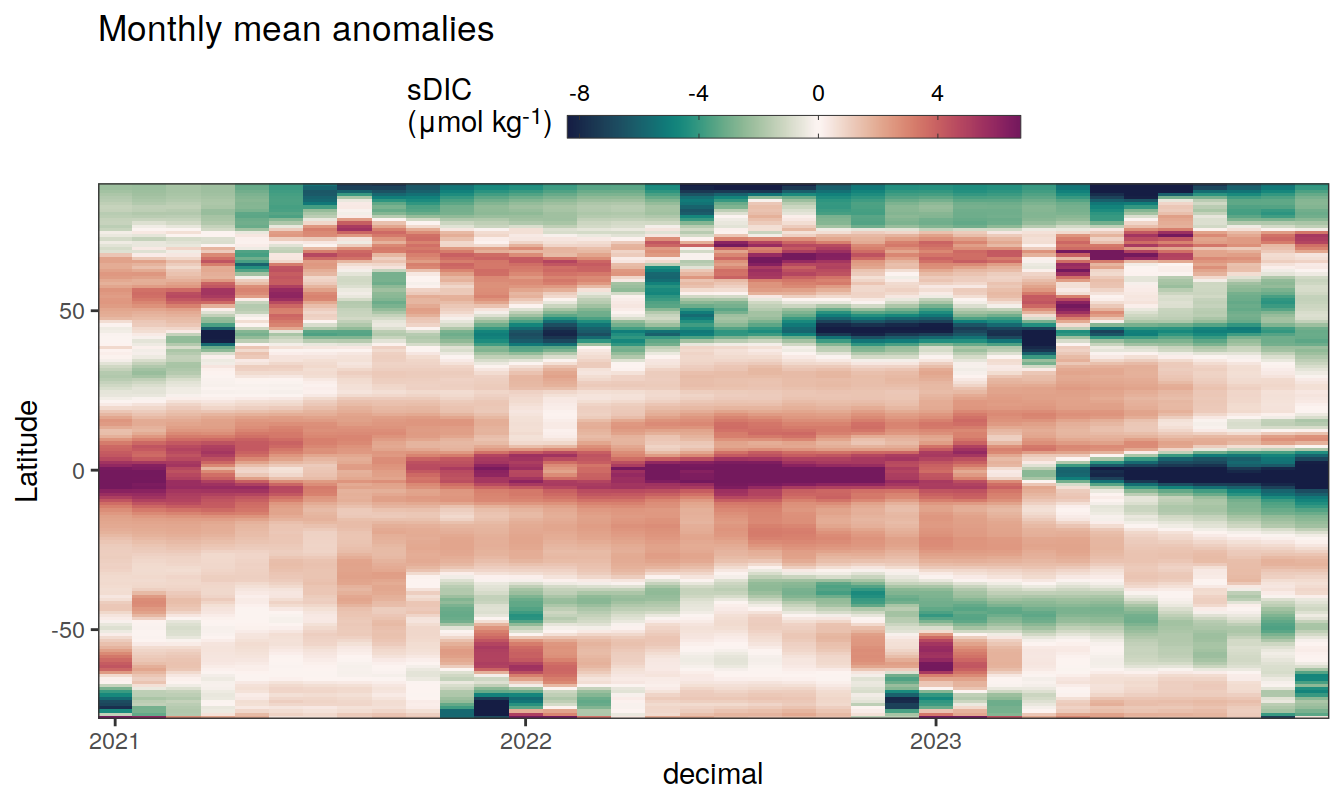 Monthly mean anomalies
sDIC
(µmol kg⁻¹)
-8 -4 0 4
Latitude
50
0
-50
2021 2022 2023
decimal